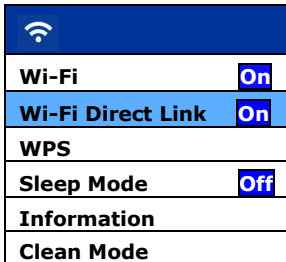 Wi-Fi On
Wi-Fi Direct Link On
WPS
Sleep Mode Off
Information
Clean Mode